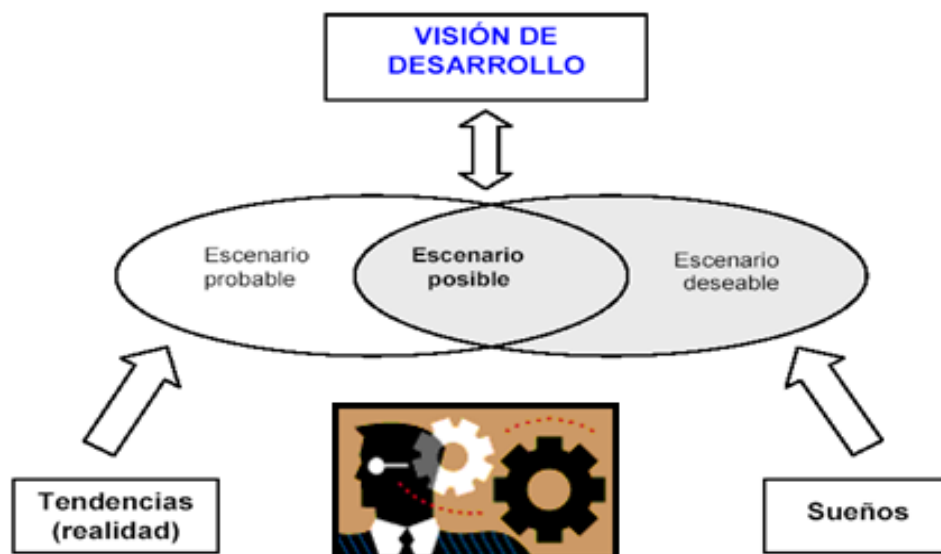 VISIÓN DE
DESARROLLO
Escenario
probable
Escenario
posible
Escenario
deseable
Tendencias
(realidad)
Sueños